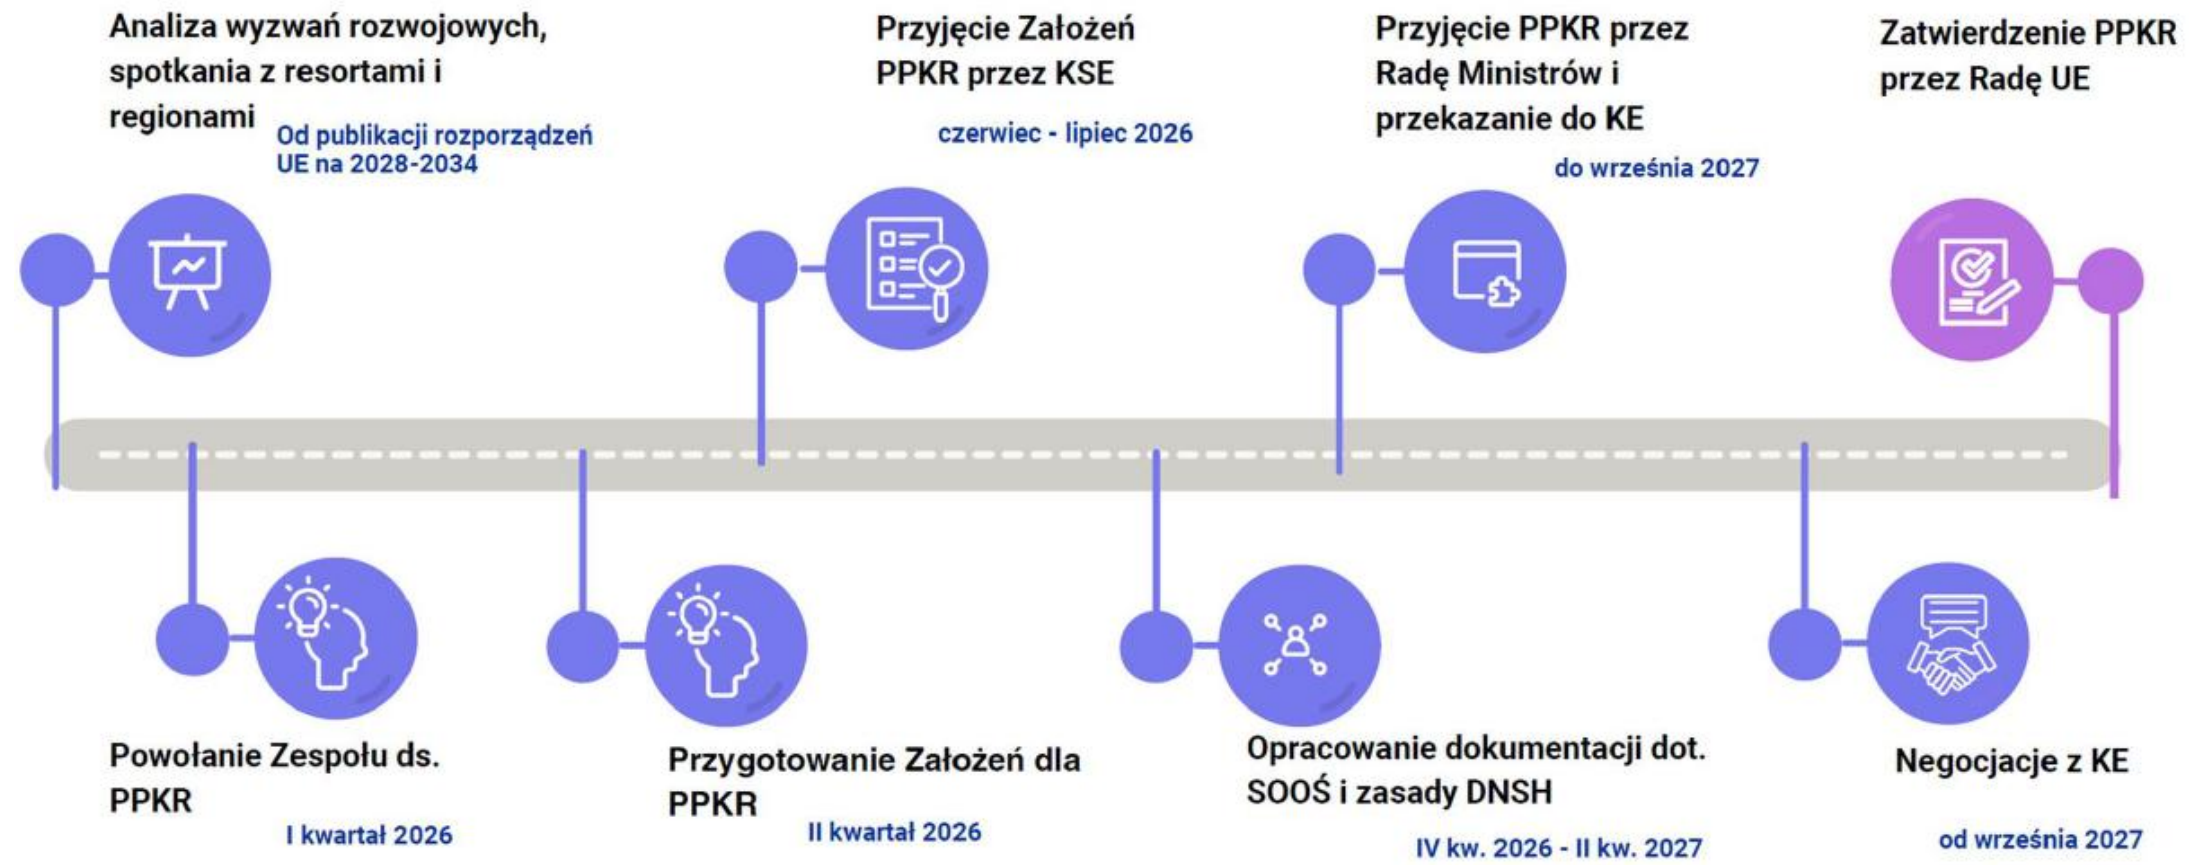 Analiza wyzwań rozwojowych,
spotkania z resortami i
regionami
Od publikacji rozporządzeń
UE na 2028-2034
Przyjęcie Założeń
PPKR przez KSE
czerwiec - lipiec 2026
Przyjęcie PPKR przez
Radę Ministrów i
przekazanie do KE
do września 2027
Zatwierdzenie PPKR
przez Radę UE
Powołanie Zespołu ds.
PPKR
I kwartał 2026
Przygotowanie Założeń dla
PPKR
II kwartał 2026
Opracowanie dokumentacji dot.
SOOŚ i zasady DNSH
IV kw. 2026 - II kw. 2027
Negocjacje z KE
od września 2027